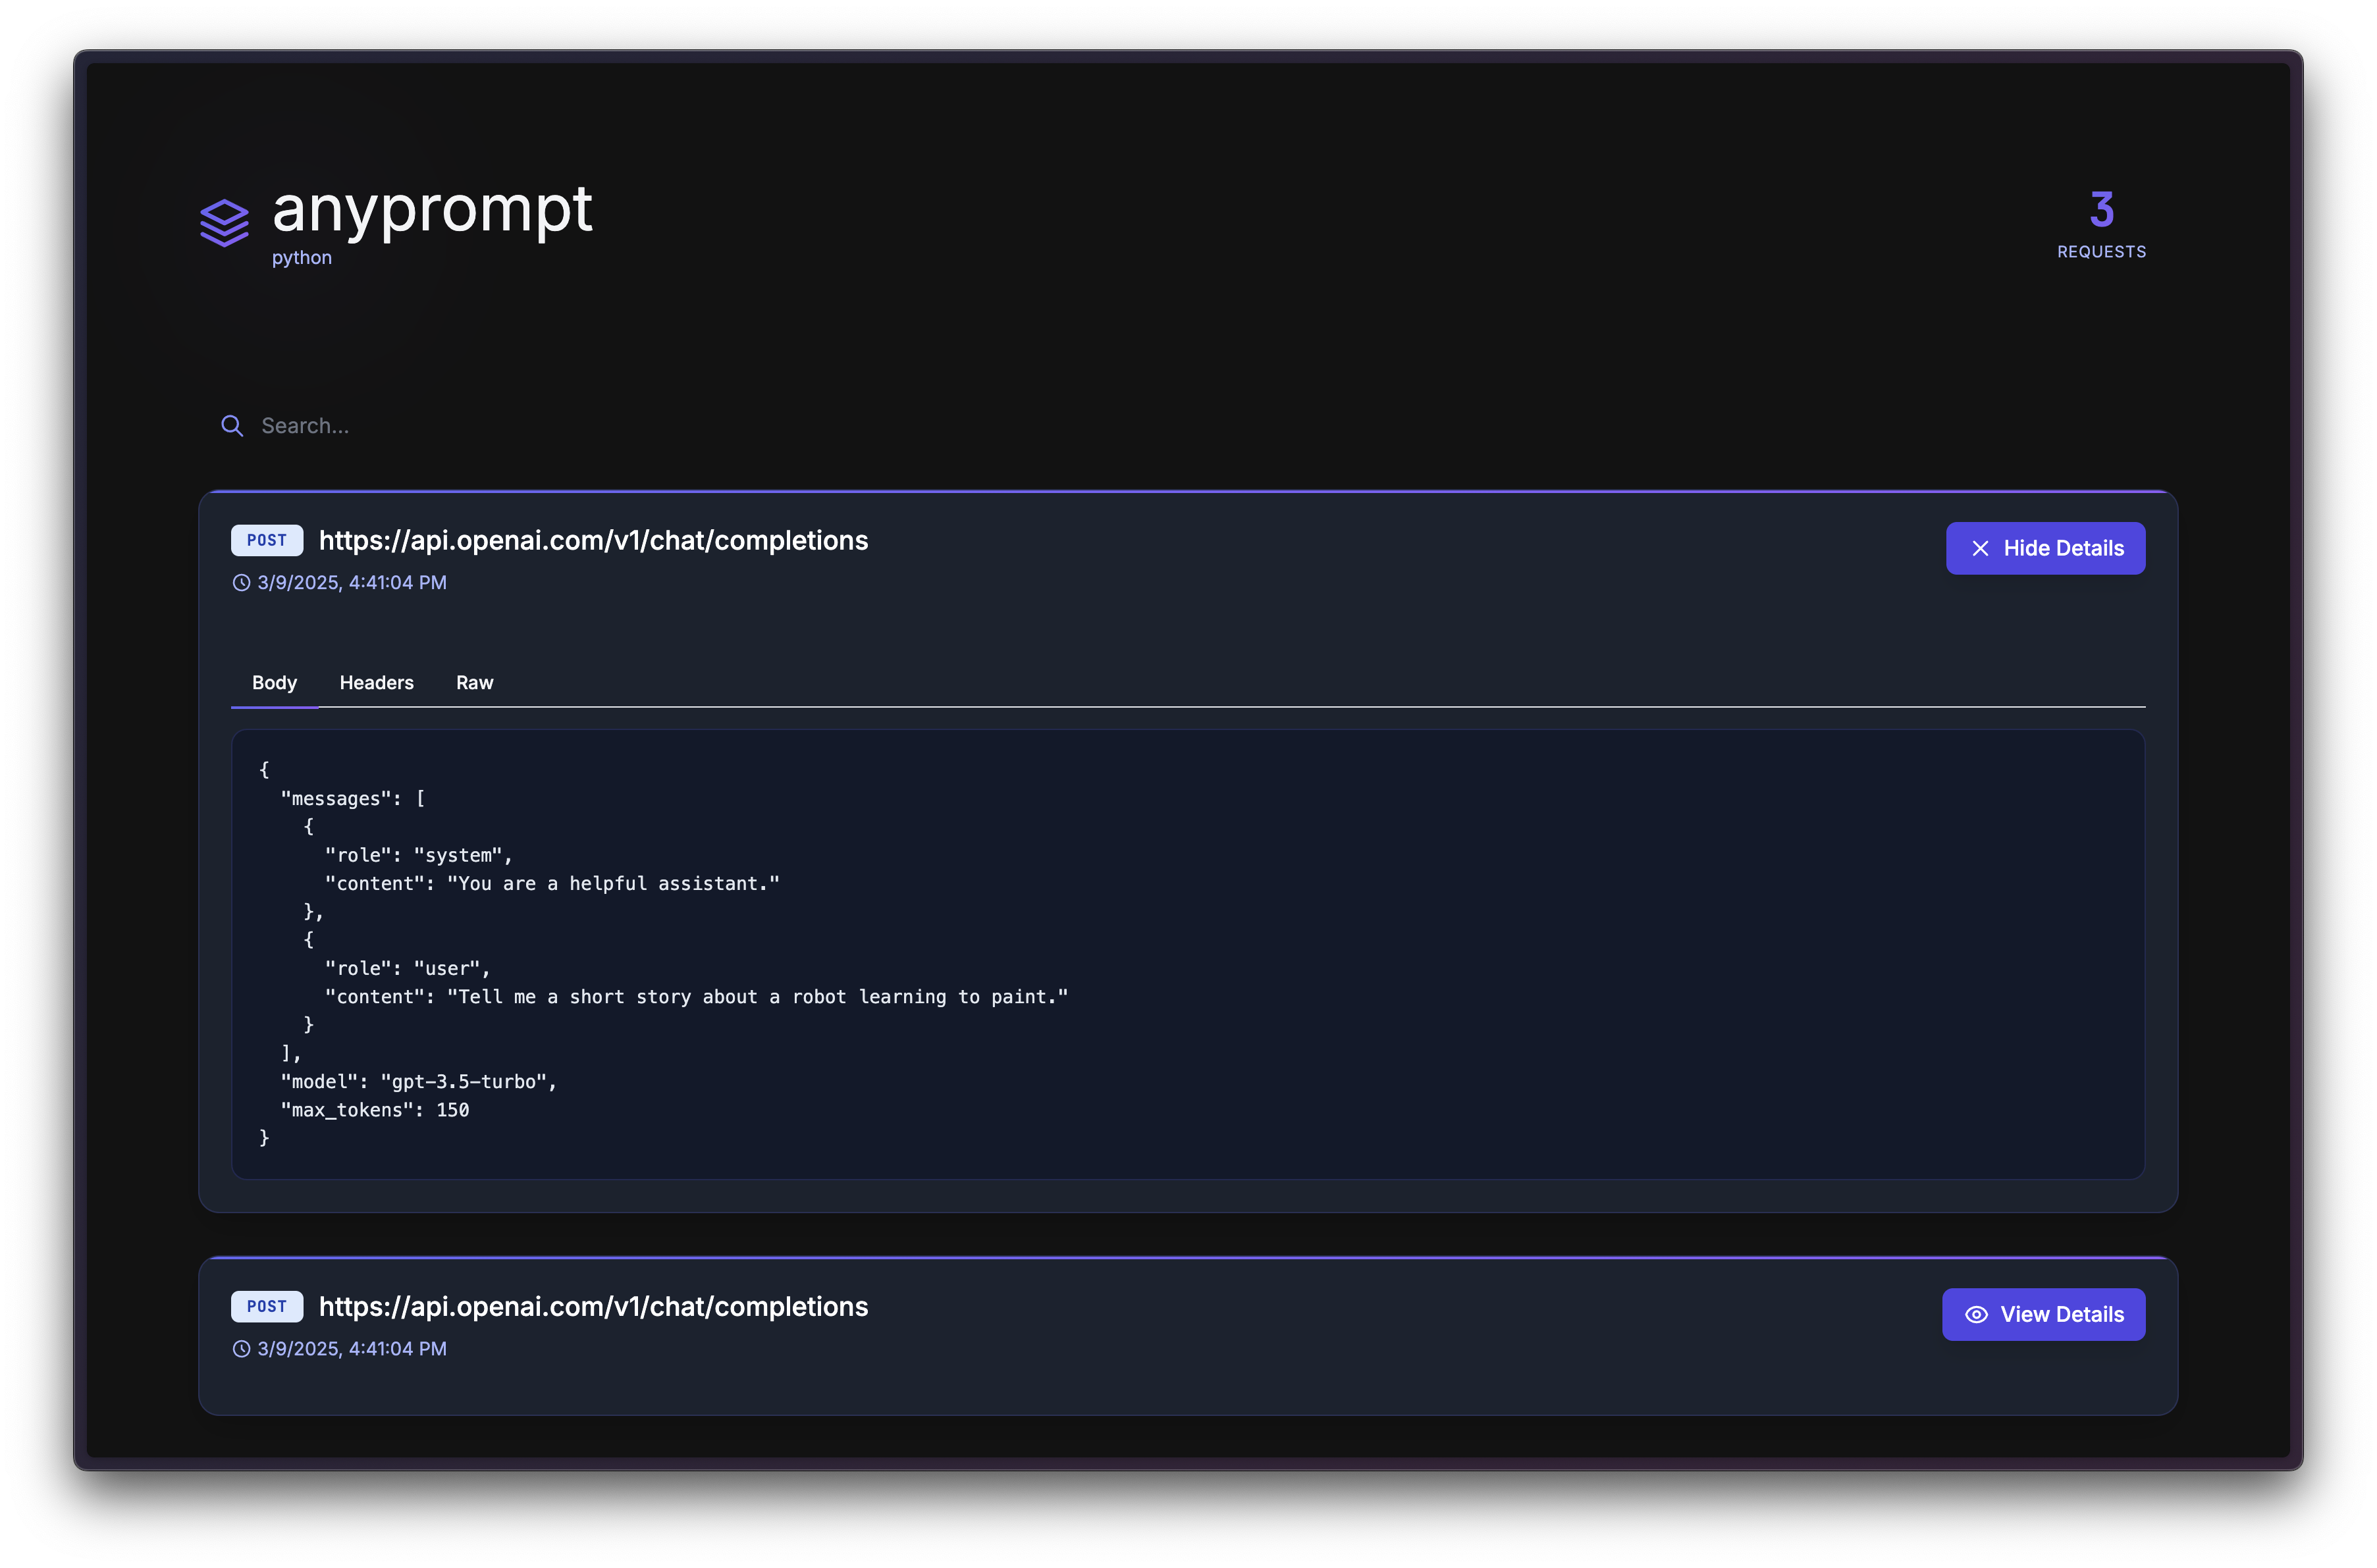 anyprompt
python
3
REQUESTS
Search...
POST https://api.openai.com/v1/chat/completions
Hide Details
3/9/2025, 4:41:04 PM
Body Headers Raw
{
  "messages": [
    {
      "role": "system",
      "content": "You are a helpful assistant."
    },
    {
      "role": "user",
      "content": "Tell me a short story about a robot learning to paint."
    }
  ],
  "model": "gpt-3.5-turbo",
  "max_tokens": 150
}
POST https://api.openai.com/v1/chat/completions
View Details
3/9/2025, 4:41:04 PM